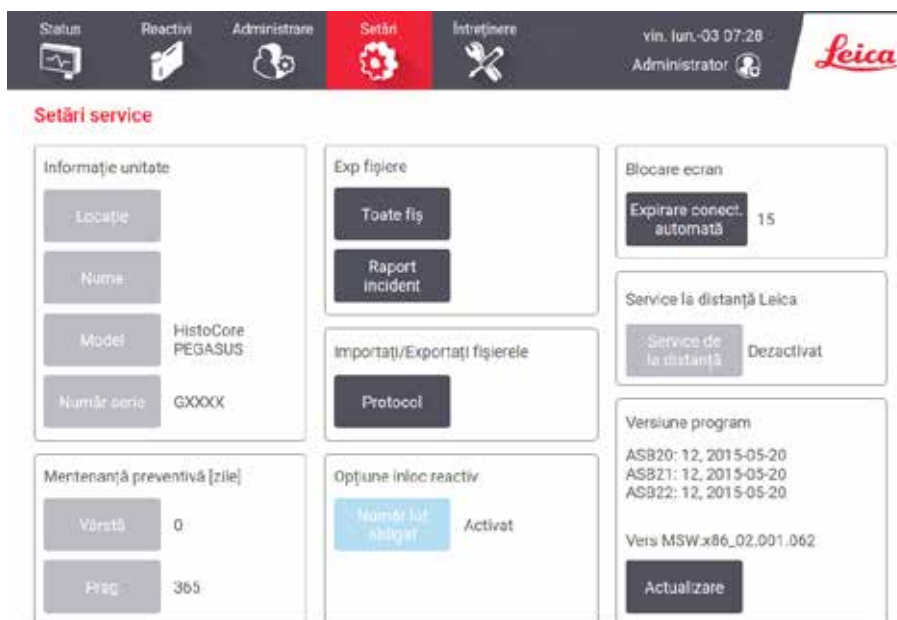 Status
Reactivi
Administrare
Setări
Întreținere
vin. Iun.-03 07:28
Administrator
Leica
Setări service
Informație unitate
Locație
Nume
Model
HistoCore
PEGASUS
Număr serie
GXXXX
Mentenanță preventivă [zile]
Vârstă
0
Prag
365
Exp fișiere
Toate fiș
Raport
incident
Importați/Exportați fișierele
Protocol
Opțiune inloc reactiv
Număr lot
obligat
Activat
Blocare ecran
Expirare conect.
automată
15
Service la distanță Leica
Service de
la distanță
Dezactivat
Versiune program
ASB20: 12, 2015-05-20
ASB21: 12, 2015-05-20
ASB22: 12, 2015-05-20
Vers MSW:x86_02.001.062
Actualizare